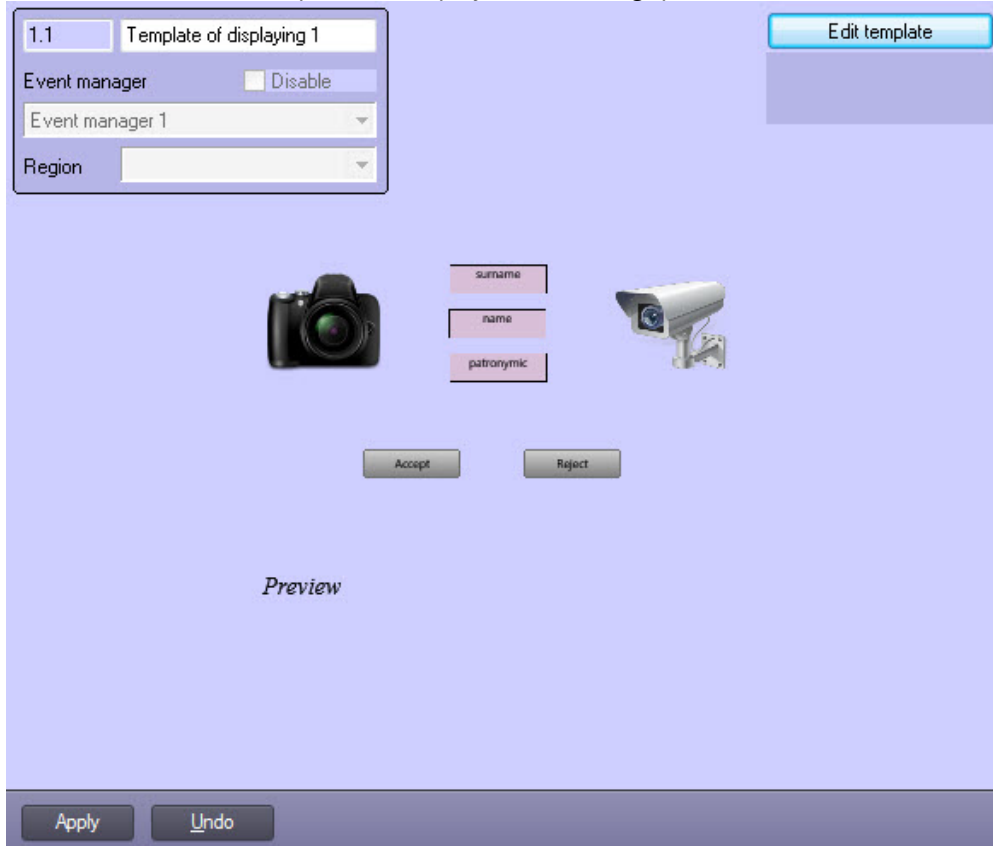 1.1 Template of displaying 1
Edit template
Event manager Disable
Event manager 1
Region
surname
name
patronymic
Accept Reject
Preview
Apply Undo